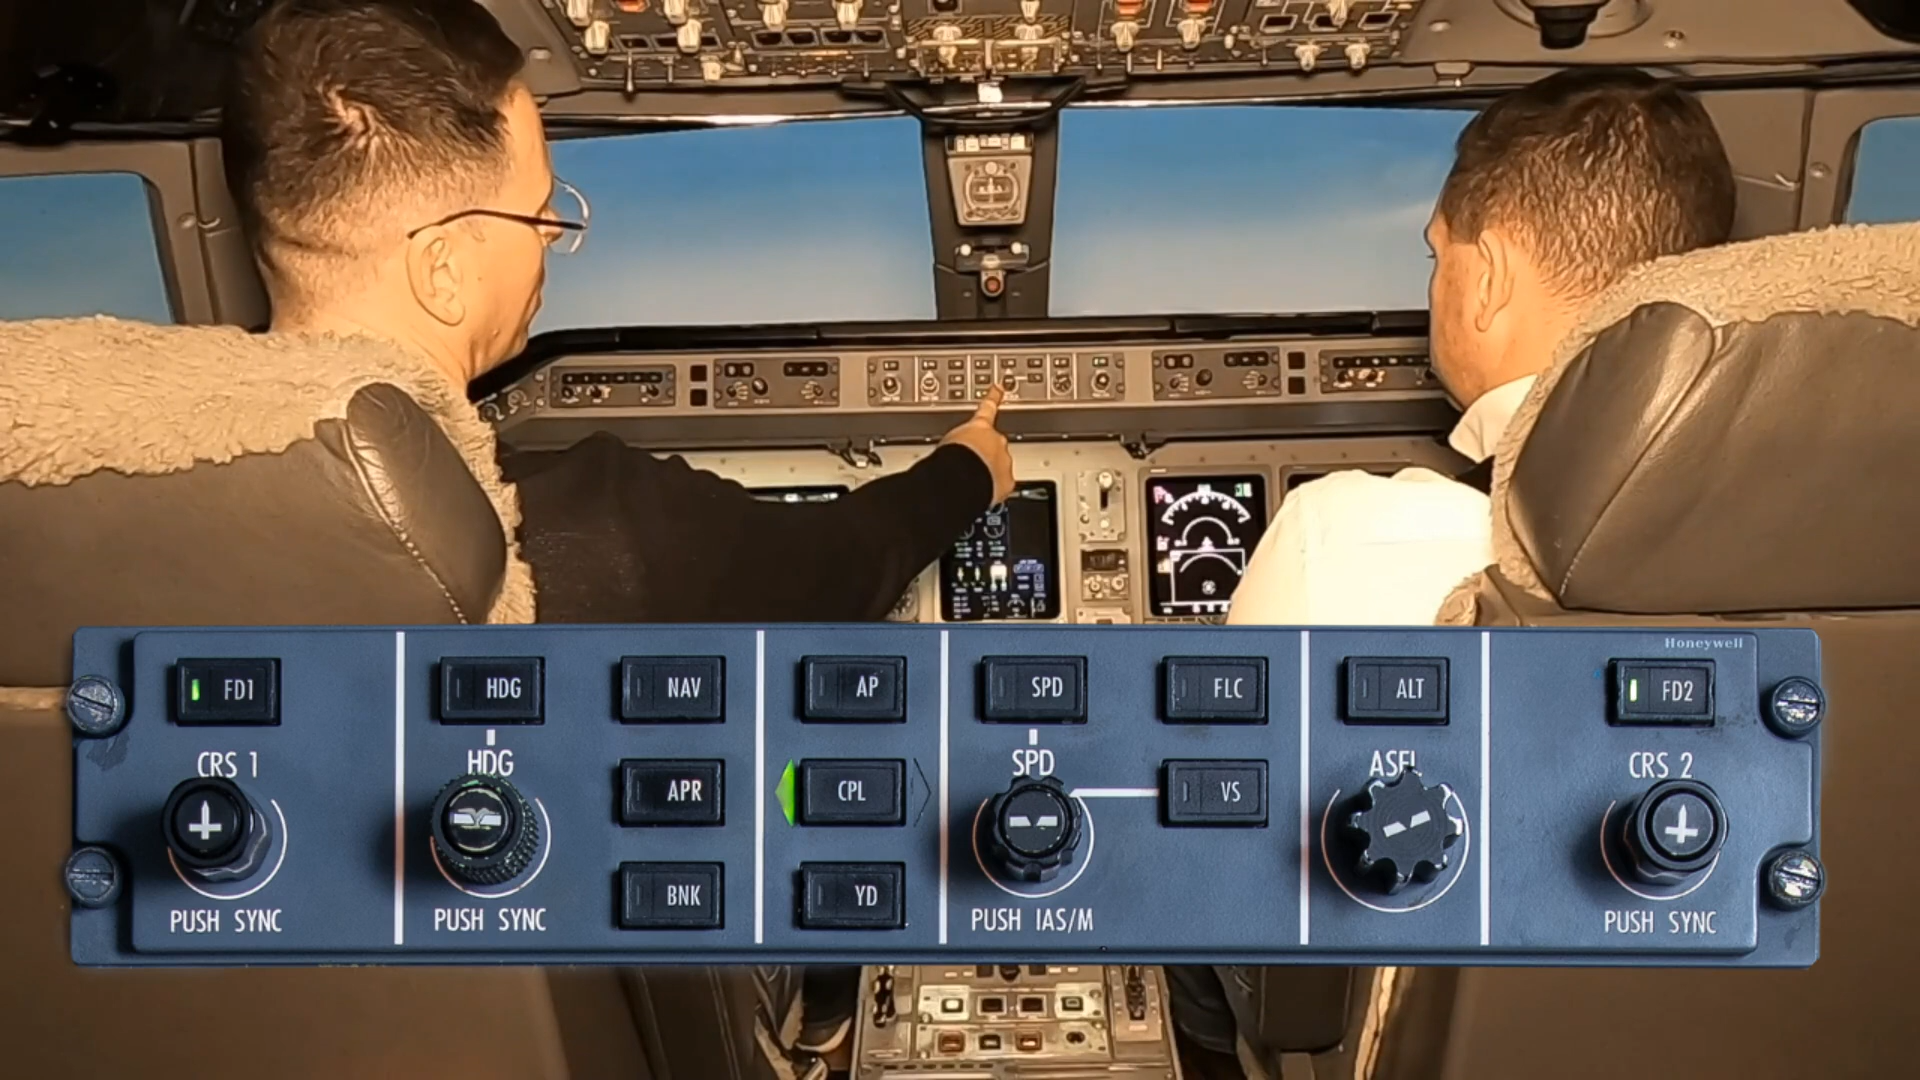 Honeywell
FD1
HDG
NAV
AP
SPD
FLC
ALT
FD2
CRS 1
HDG
SPD
ASEL
CRS 2
APR
CPL
VS
BNK
YD
PUSH SYNC
PUSH SYNC
PUSH IAS/M
PUSH SYNC